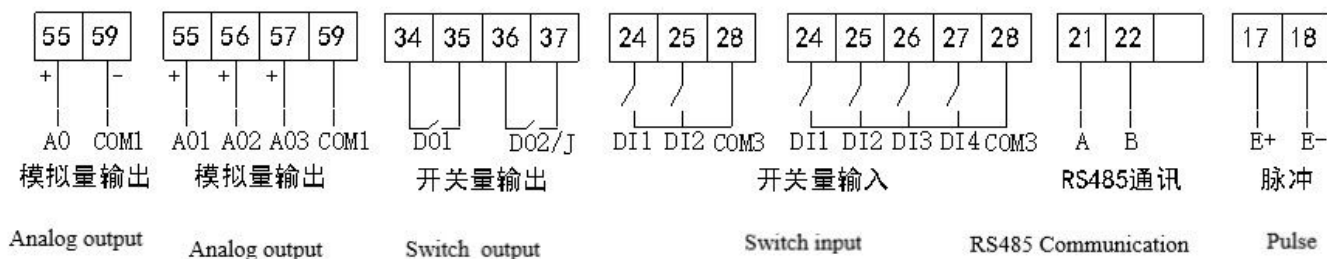 55 59 55 56 57 59 34 35 36 37 24 25 28 24 25 26 27 28 21 22 17 18
+ - + + +
A0 COM1 A01 A02 A03 COM1 D01 D02/J DI1 DI2 COM3 DI1 DI2 DI3 DI4 COM3 A B E+ E-
模拟量输出 模拟量输出 开关量输出 开关量输入 RS485通讯 脉冲
Analog output Analog output Switch output Switch input RS485 Communication Pulse